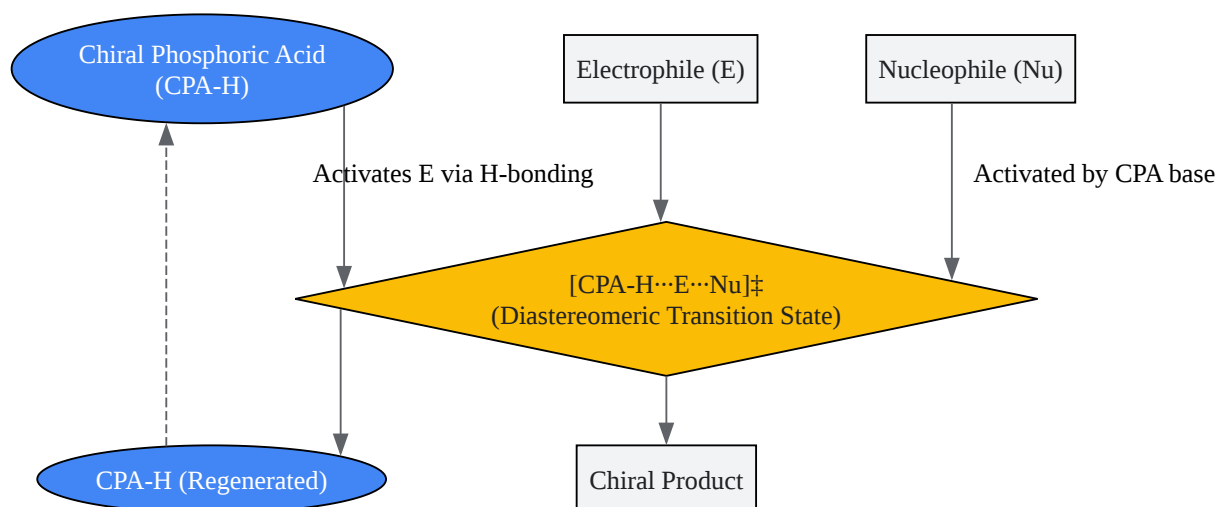 Chiral Phosphoric Acid
(CPA-H)
Electrophile (E)
Nucleophile (Nu)
Activates E via H-bonding
Activated by CPA base
[CPA-H···E···Nu]‡
(Diastereomeric Transition State)
CPA-H (Regenerated)
Chiral Product